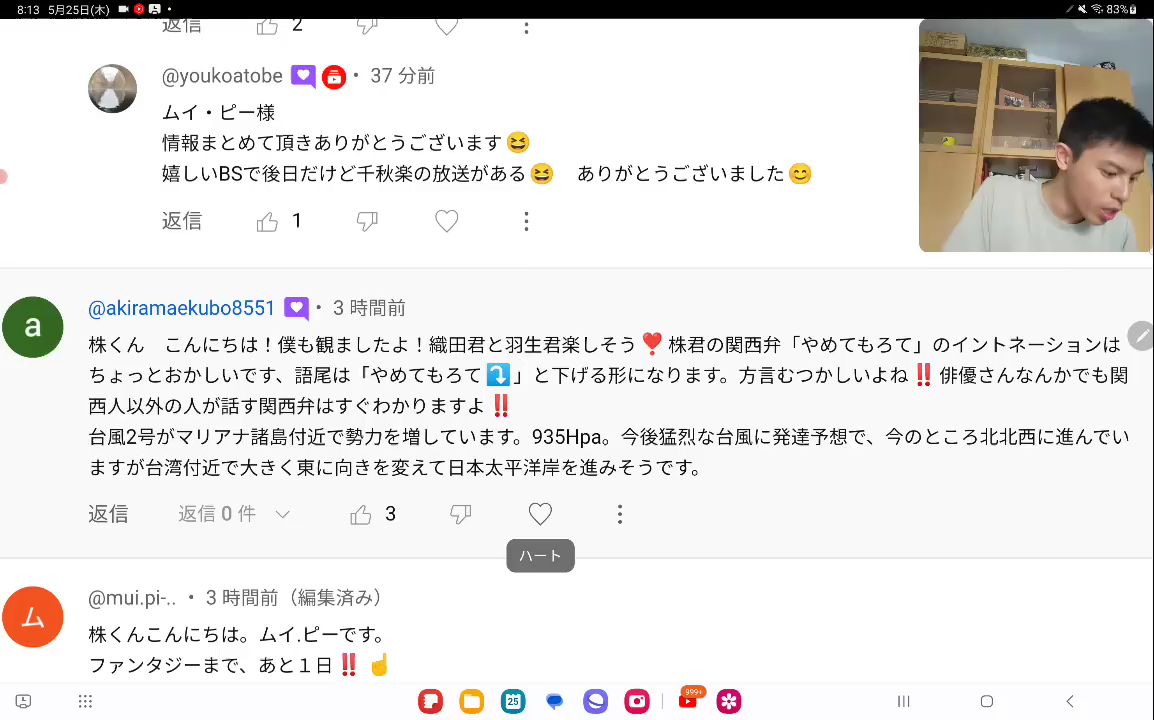 8:13 5月25日(木)
83%
返信 2
@youkoatobe ・ 37 分前
ムイ・ピー様
情報まとめて頂きありがとうございます😆
嬉しいBSで後日だけど千秋楽の放送がある😆 ありがとうございました😊
返信 1
a
@akiramaekubo8551 ・ 3 時間前
株くん こんにちは！僕も観ましたよ！織田君と羽生君楽しそう❣️株君の関西弁「やめてもろて」のイントネーションは
ちょっとおかしいです、語尾は「やめてもろて⤵️」と下げる形になります。方言むつかしいよね‼️俳優さんなんかでも関
西人以外の人が話す関西弁はすぐわかりますよ‼️
台風2号がマリアナ諸島付近で勢力を増しています。935Hpa。今後猛烈な台風に発達予想で、今のところ北北西に進んでい
ますが台湾付近で大きく東に向きを変えて日本太平洋岸を進みそうです。
返信 返信 0 件 3
ハート
ム
@mui.pi-.. ・ 3 時間前（編集済み）
株くんこんにちは。ムイ.ピーです。
ファンタジーまで、あと１日‼️☝️
25
999+